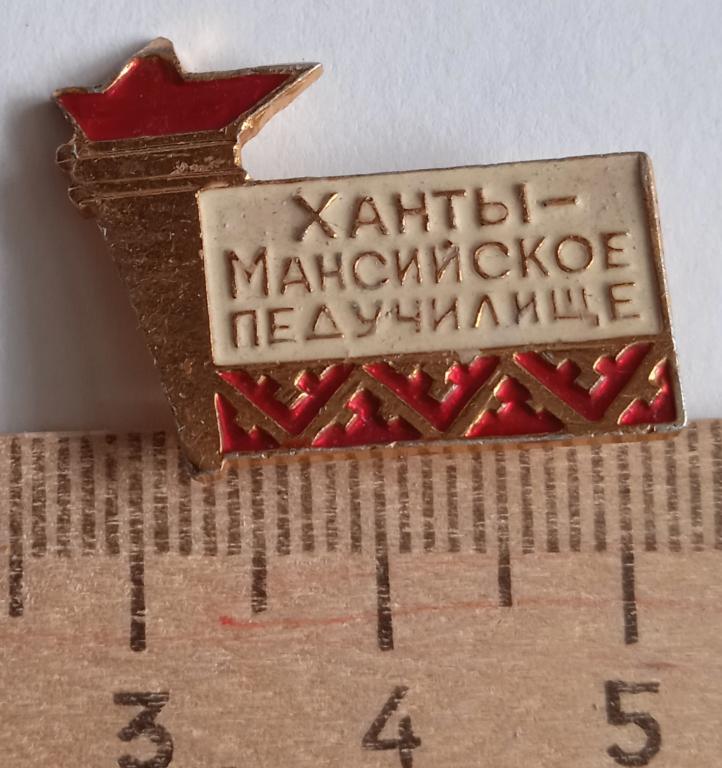 Ханты-
Мансийское
педучилище
3 4 5